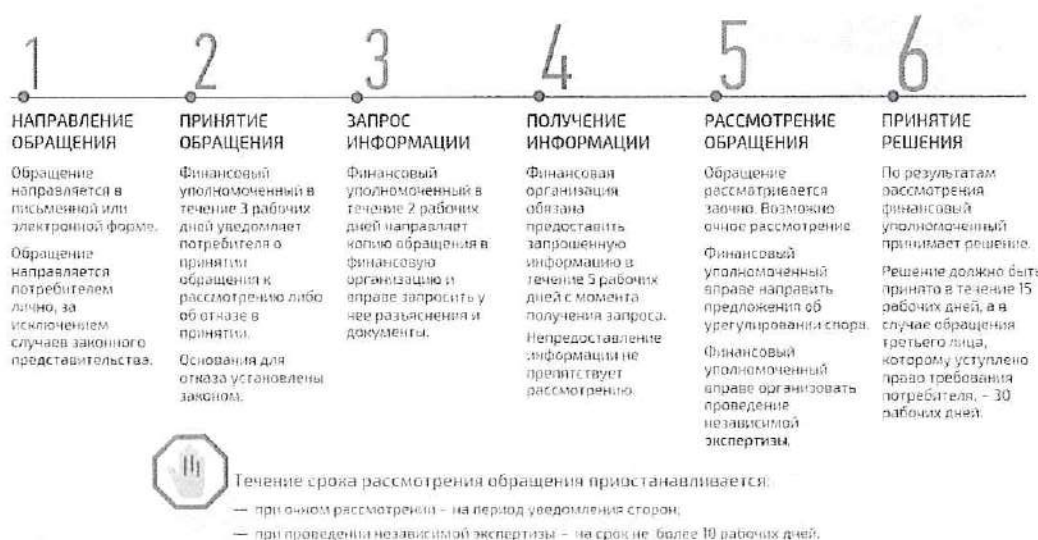 1
НАПРАВЛЕНИЕ
ОБРАЩЕНИЯ
Обращение
направляется в
письменной или
электронной форме.
Обращение
направляется
потребителем
лично, за
исключением
случаев законного
представительства.
2
ПРИНЯТИЕ
ОБРАЩЕНИЯ
Финансовый
уполномоченный в
течение 3 рабочих
дней уведомляет
потребителя о
принятии
обращения к
рассмотрению либо
об отказе в
принятии.
Основания для
отказа установлены
законом.
3
ЗАПРОС
ИНФОРМАЦИИ
Финансовый
уполномоченный в
течение 2 рабочих
дней направляет
копию обращения в
финансовую
организацию и
вправе запросить у
нее разъяснения и
документы.
4
ПОЛУЧЕНИЕ
ИНФОРМАЦИИ
Финансовая
организация
обязана
предоставить
запрошенную
информацию в
течение 5 рабочих
дней с момента
получения запроса.
Непредоставление
информации не
препятствует
рассмотрению.
5
РАССМОТРЕНИЕ
ОБРАЩЕНИЯ
Обращение
рассматривается
заочно. Возможно
очное рассмотрение
Финансовый
уполномоченный
вправе направить
предложения об
урегулировании спора.
Финансовый
уполномоченный
вправе организовать
проведение
независимой
экспертизы.
6
ПРИНЯТИЕ
РЕШЕНИЯ
По результатам
рассмотрения
финансовый
уполномоченный
принимает решение.
Решение должно быть
принято в течение 15
рабочих дней, а в
случае обращения
третьего лица,
которому уступлено
право требования
потребителя, – 30
рабочих дней.
Течение срока рассмотрения обращения приостанавливается:
— при очном рассмотрении – на период уведомления сторон;
— при проведении независимой экспертизы – на срок не более 10 рабочих дней.